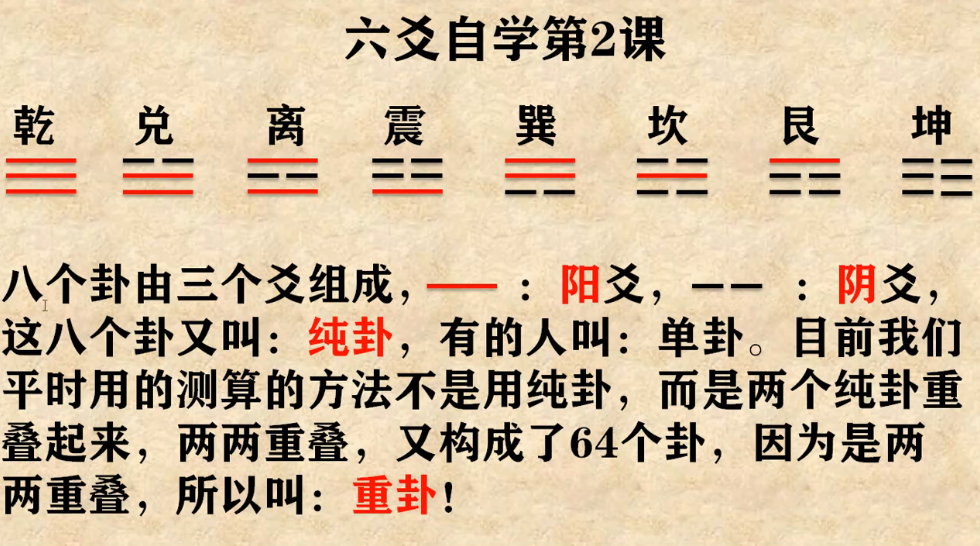 六爻自学第2课
乾 兑 离 震 巽 坎 艮 坤
八个卦由三个爻组成，——：阳爻，— —：阴爻，
这八个卦又叫：纯卦，有的人叫：单卦。目前我们
平时用的测算的方法不是用纯卦，而是两个纯卦重
叠起来，两两重叠，又构成了64个卦，因为是两
两重叠，所以叫：重卦！